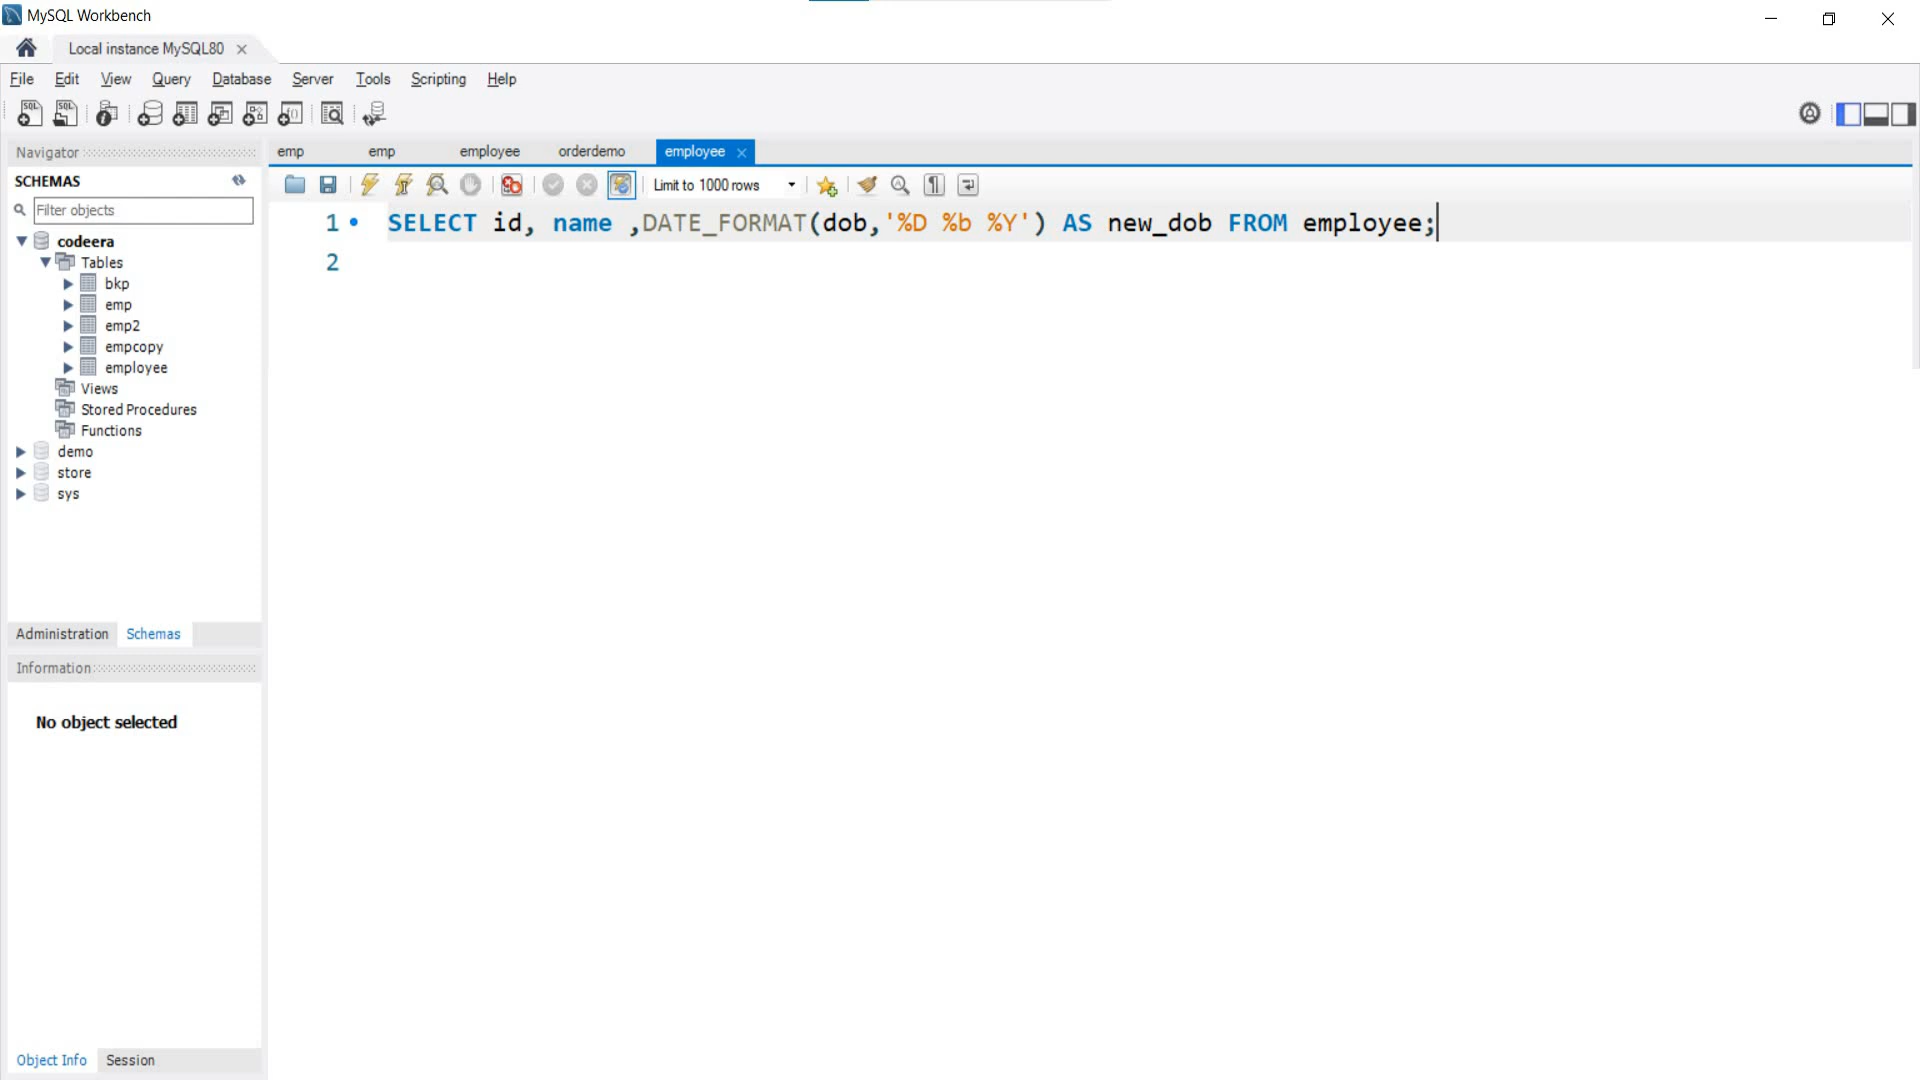 MySQL Workbench
Local instance MySQL80
File Edit View Query Database Server Tools Scripting Help
Navigator
SCHEMAS
Filter objects
codeera
Tables
bkp
emp
emp2
empcopy
employee
Views
Stored Procedures
Functions
demo
store
sys
Administration Schemas
Information
No object selected
Object Info Session
emp emp employee orderdemo employee
Limit to 1000 rows
1 SELECT id, name ,DATE_FORMAT(dob,'%D %b %Y') AS new_dob FROM employee;
2